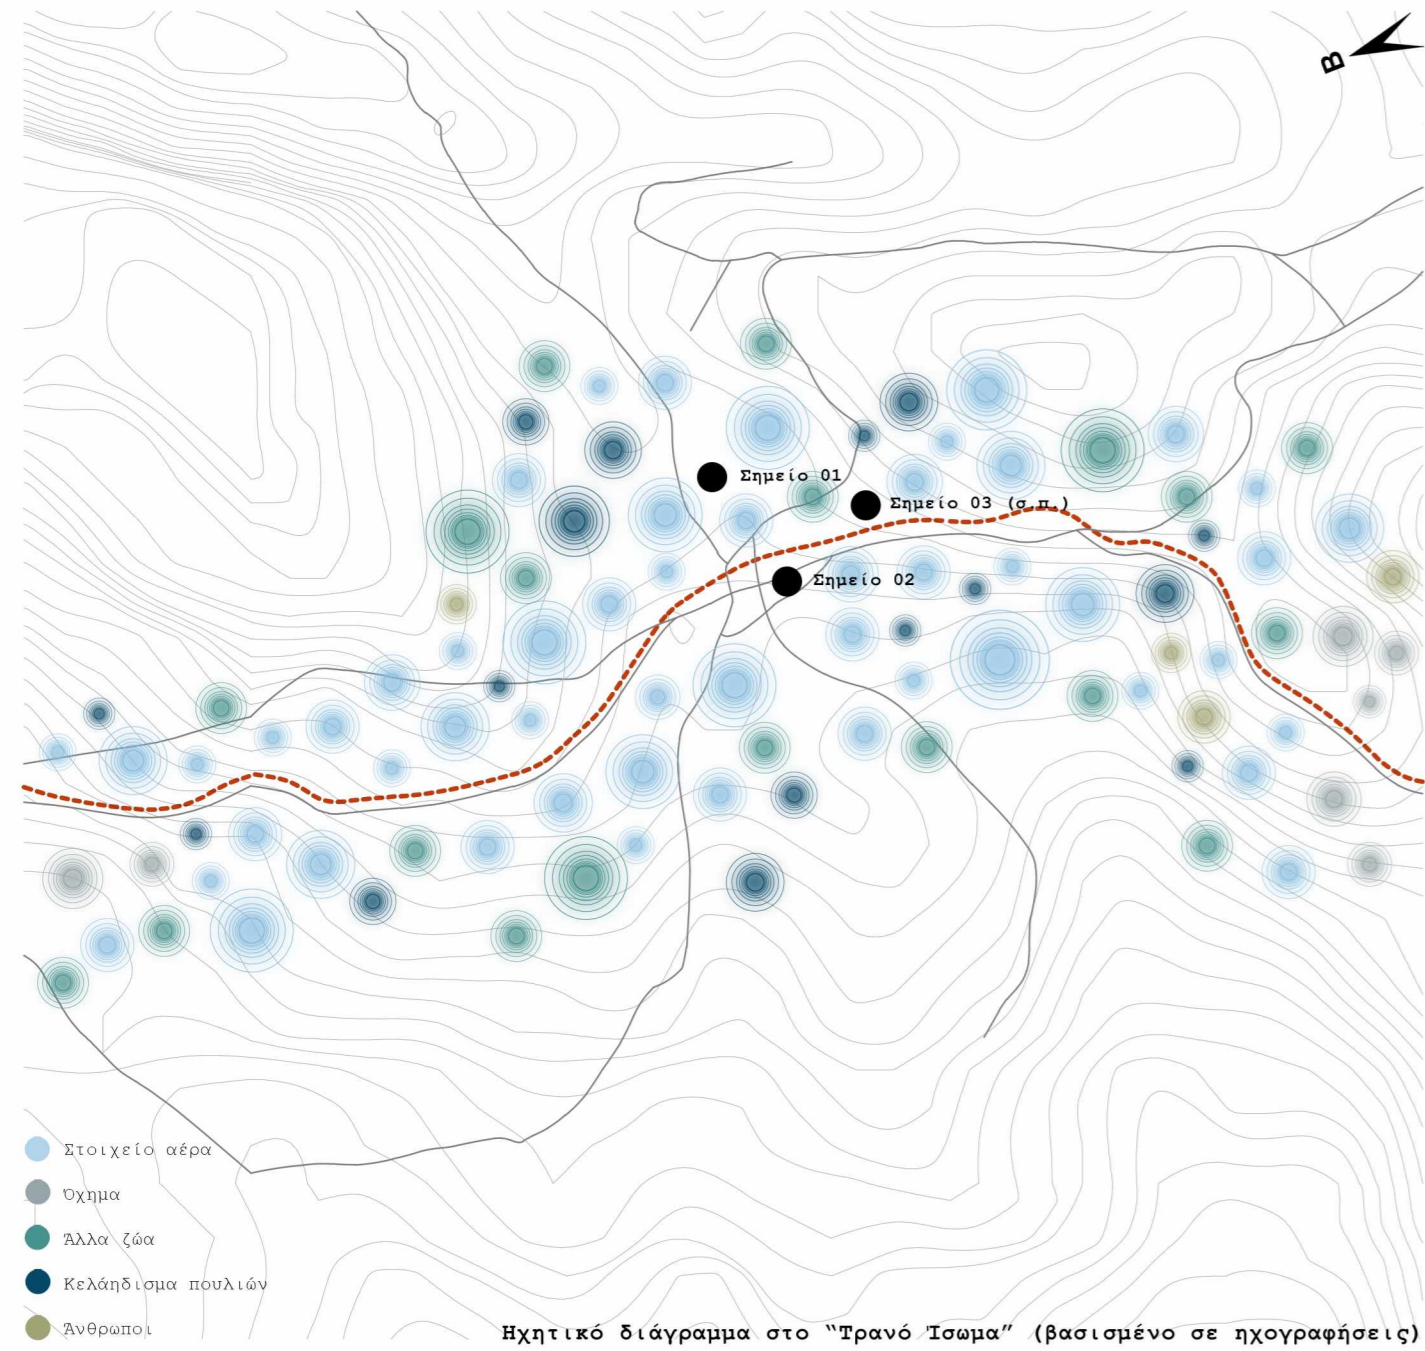 B
Σημείο 01
Σημείο 03 (σ.π.)
Σημείο 02
Στοιχείο αέρα
Όχημα
Άλλα ζώα
Κελάηδισμα πουλιών
Άνθρωποι
Ηχητικό διάγραμμα στο “Τρανό Ίσωμα” (βασισμένο σε ηχογραφήσεις)